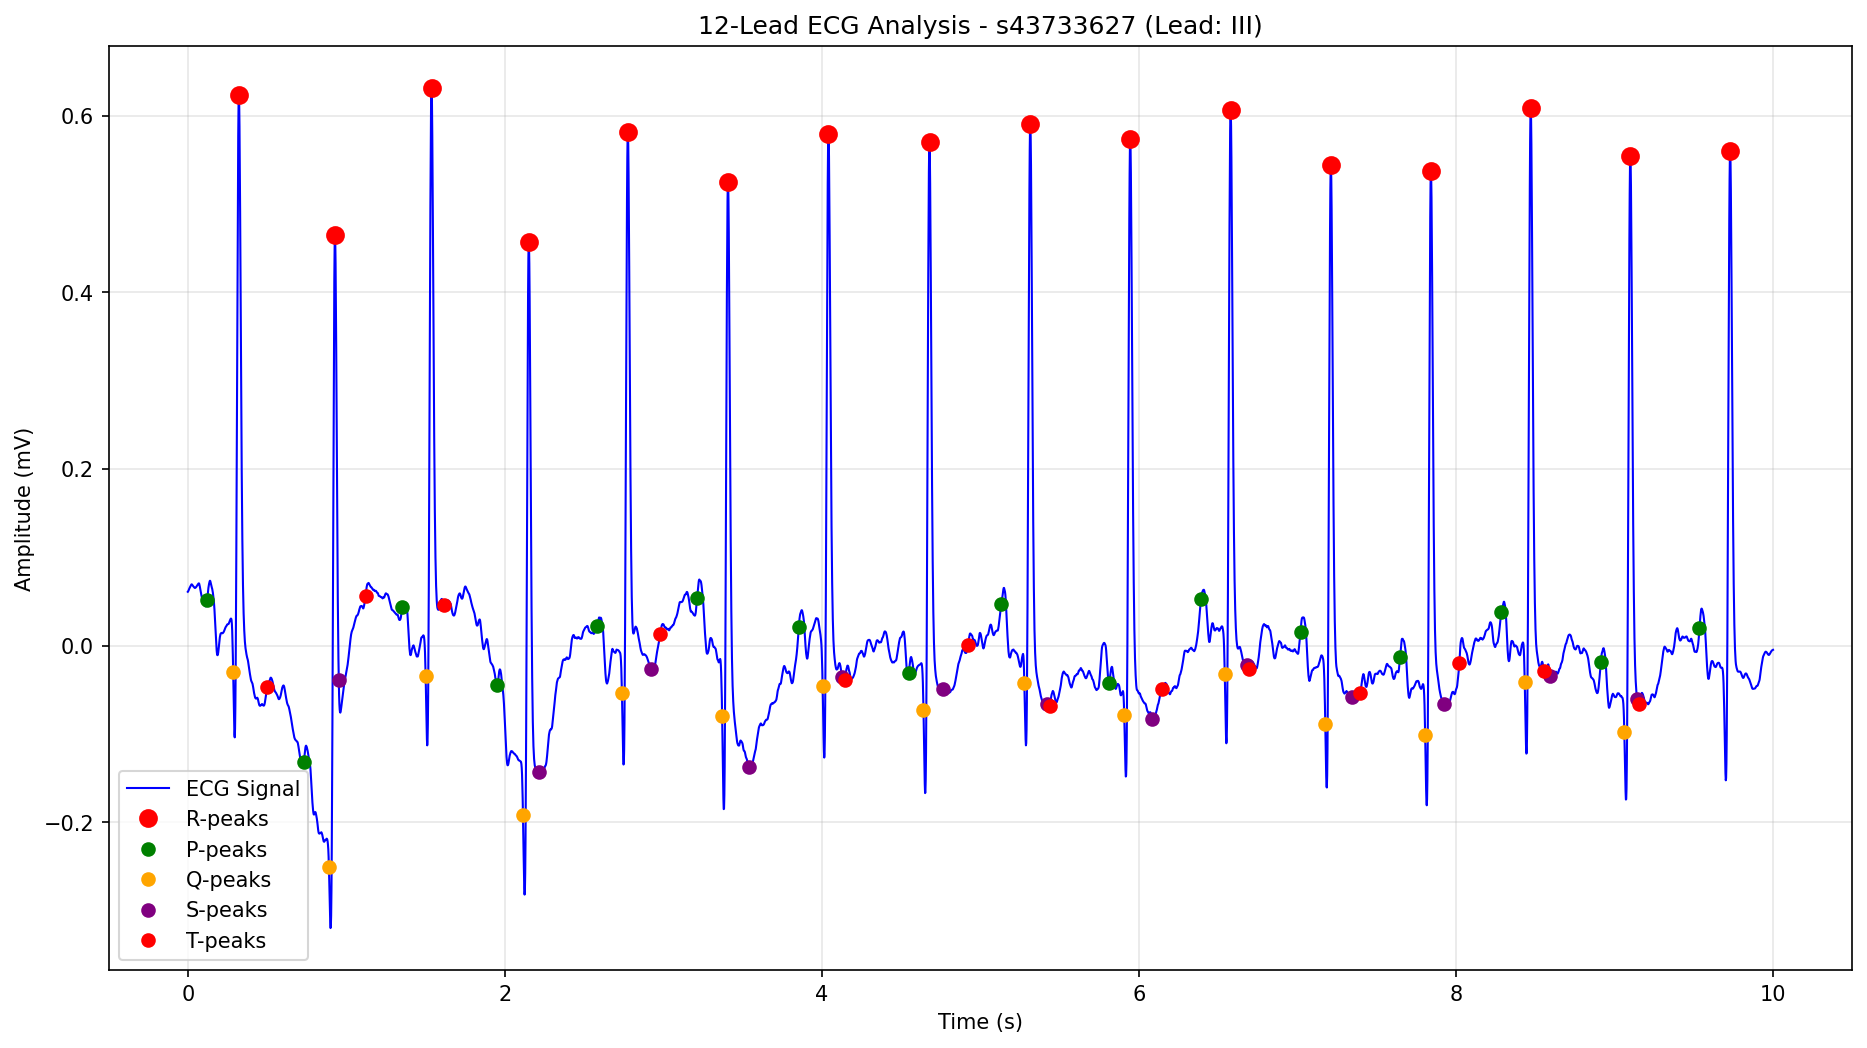 12-Lead ECG Analysis - s43733627 (Lead: III)
Amplitude (mV)
0.6
0.4
0.2
0.0
−0.2
ECG Signal
R-peaks
P-peaks
Q-peaks
S-peaks
T-peaks
0 2 4 6 8 10
Time (s)